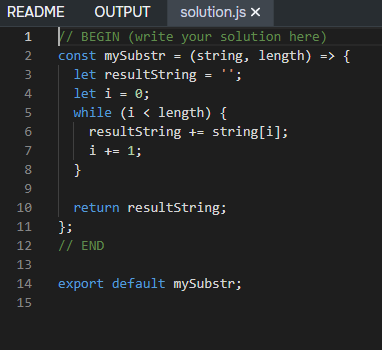 README OUTPUT solution.js ×
1 // BEGIN (write your solution here)
2 const mySubstr = (string, length) => {
3   let resultString = '';
4   let i = 0;
5   while (i < length) {
6     resultString += string[i];
7     i += 1;
8   }
9
10   return resultString;
11 };
12 // END
13
14 export default mySubstr;
15